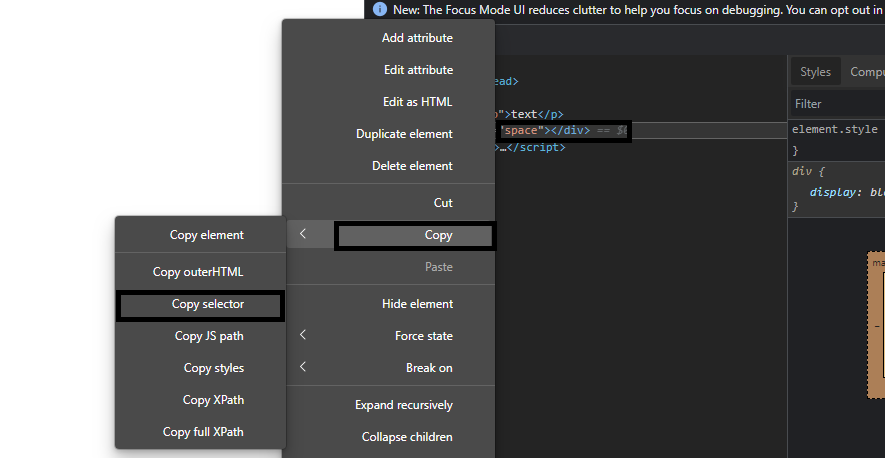 New: The Focus Mode UI reduces clutter to help you focus on debugging. You can opt out in
Add attribute
Edit attribute
Edit as HTML
Duplicate element
Delete element
Cut
Copy
Paste
Hide element
Force state
Break on
Expand recursively
Collapse children
Copy element
Copy outerHTML
Copy selector
Copy JS path
Copy styles
Copy XPath
Copy full XPath
ead>
">text</p>
"space"></div> == $0
>…</script>
Styles
Compu
Filter
element.style
}
div {
display: blo
}
ma
-